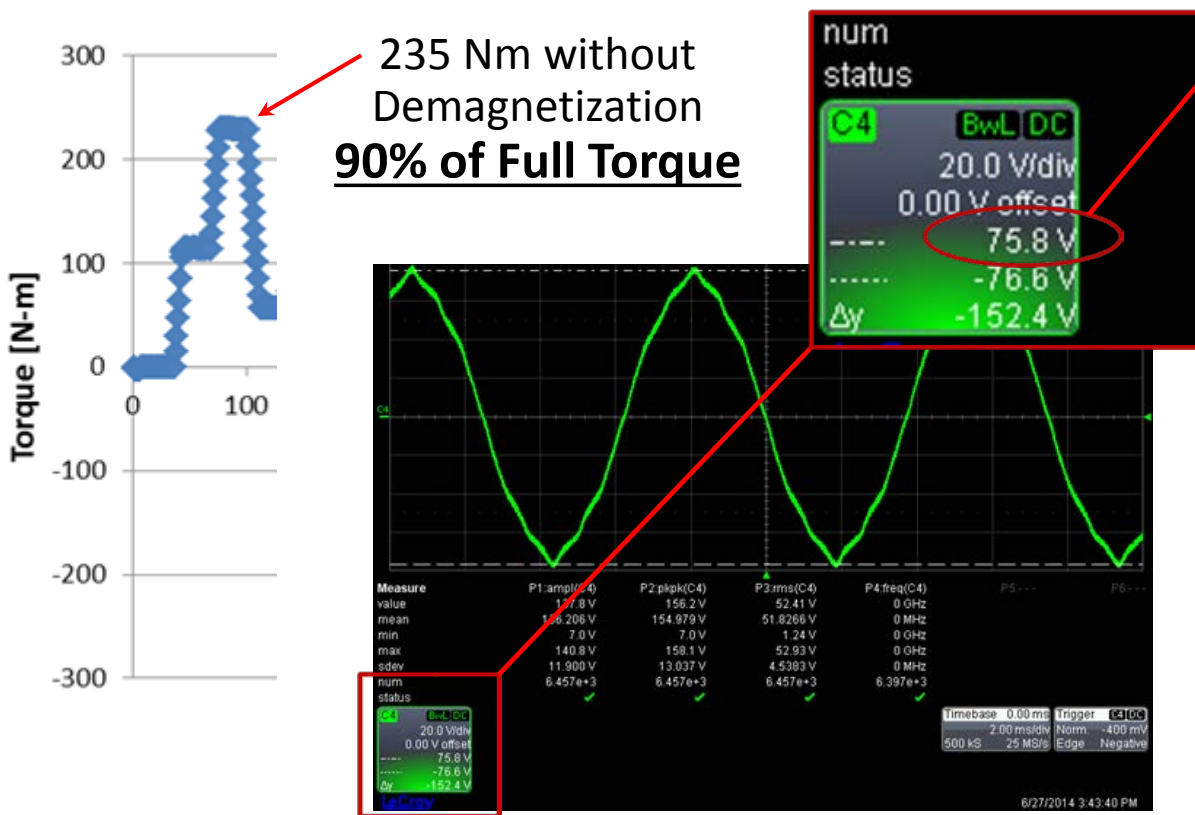 300
200
100
0
-100
-200
-300
0
100
Torque [N-m]
235 Nm without
Demagnetization
90% of Full Torque
num
status
C4 BwL DC
20.0 V/div
0.00 V offset
75.8 V
-76.6 V
Δy -152.4 V
C4
Measure P1:ampl(C4) P2:pkpk(C4) P3:rms(C4) P4:freq(C4) P5:--- P6:---
value 137.8 V 156.2 V 52.41 V 0 GHz
mean 136.206 V 154.979 V 51.8266 V 0 MHz
min 7.0 V 7.0 V 1.24 V 0 GHz
max 140.8 V 158.1 V 52.93 V 0 GHz
sdev 11.900 V 13.037 V 4.5383 V 0 MHz
num 6.457e+3 6.457e+3 6.457e+3 6.397e+3
status
C4 BwL DC
20.0 V/div
0.00 V offset
75.8 V
-76.6 V
Δy -152.4 V
LeCroy
Timebase 0.00 ms
2.00 ms/div
500 kS 25 MS/s
Trigger C4 DC
Norm. -400 mV
Edge Negative
6/27/2014 3:43:40 PM